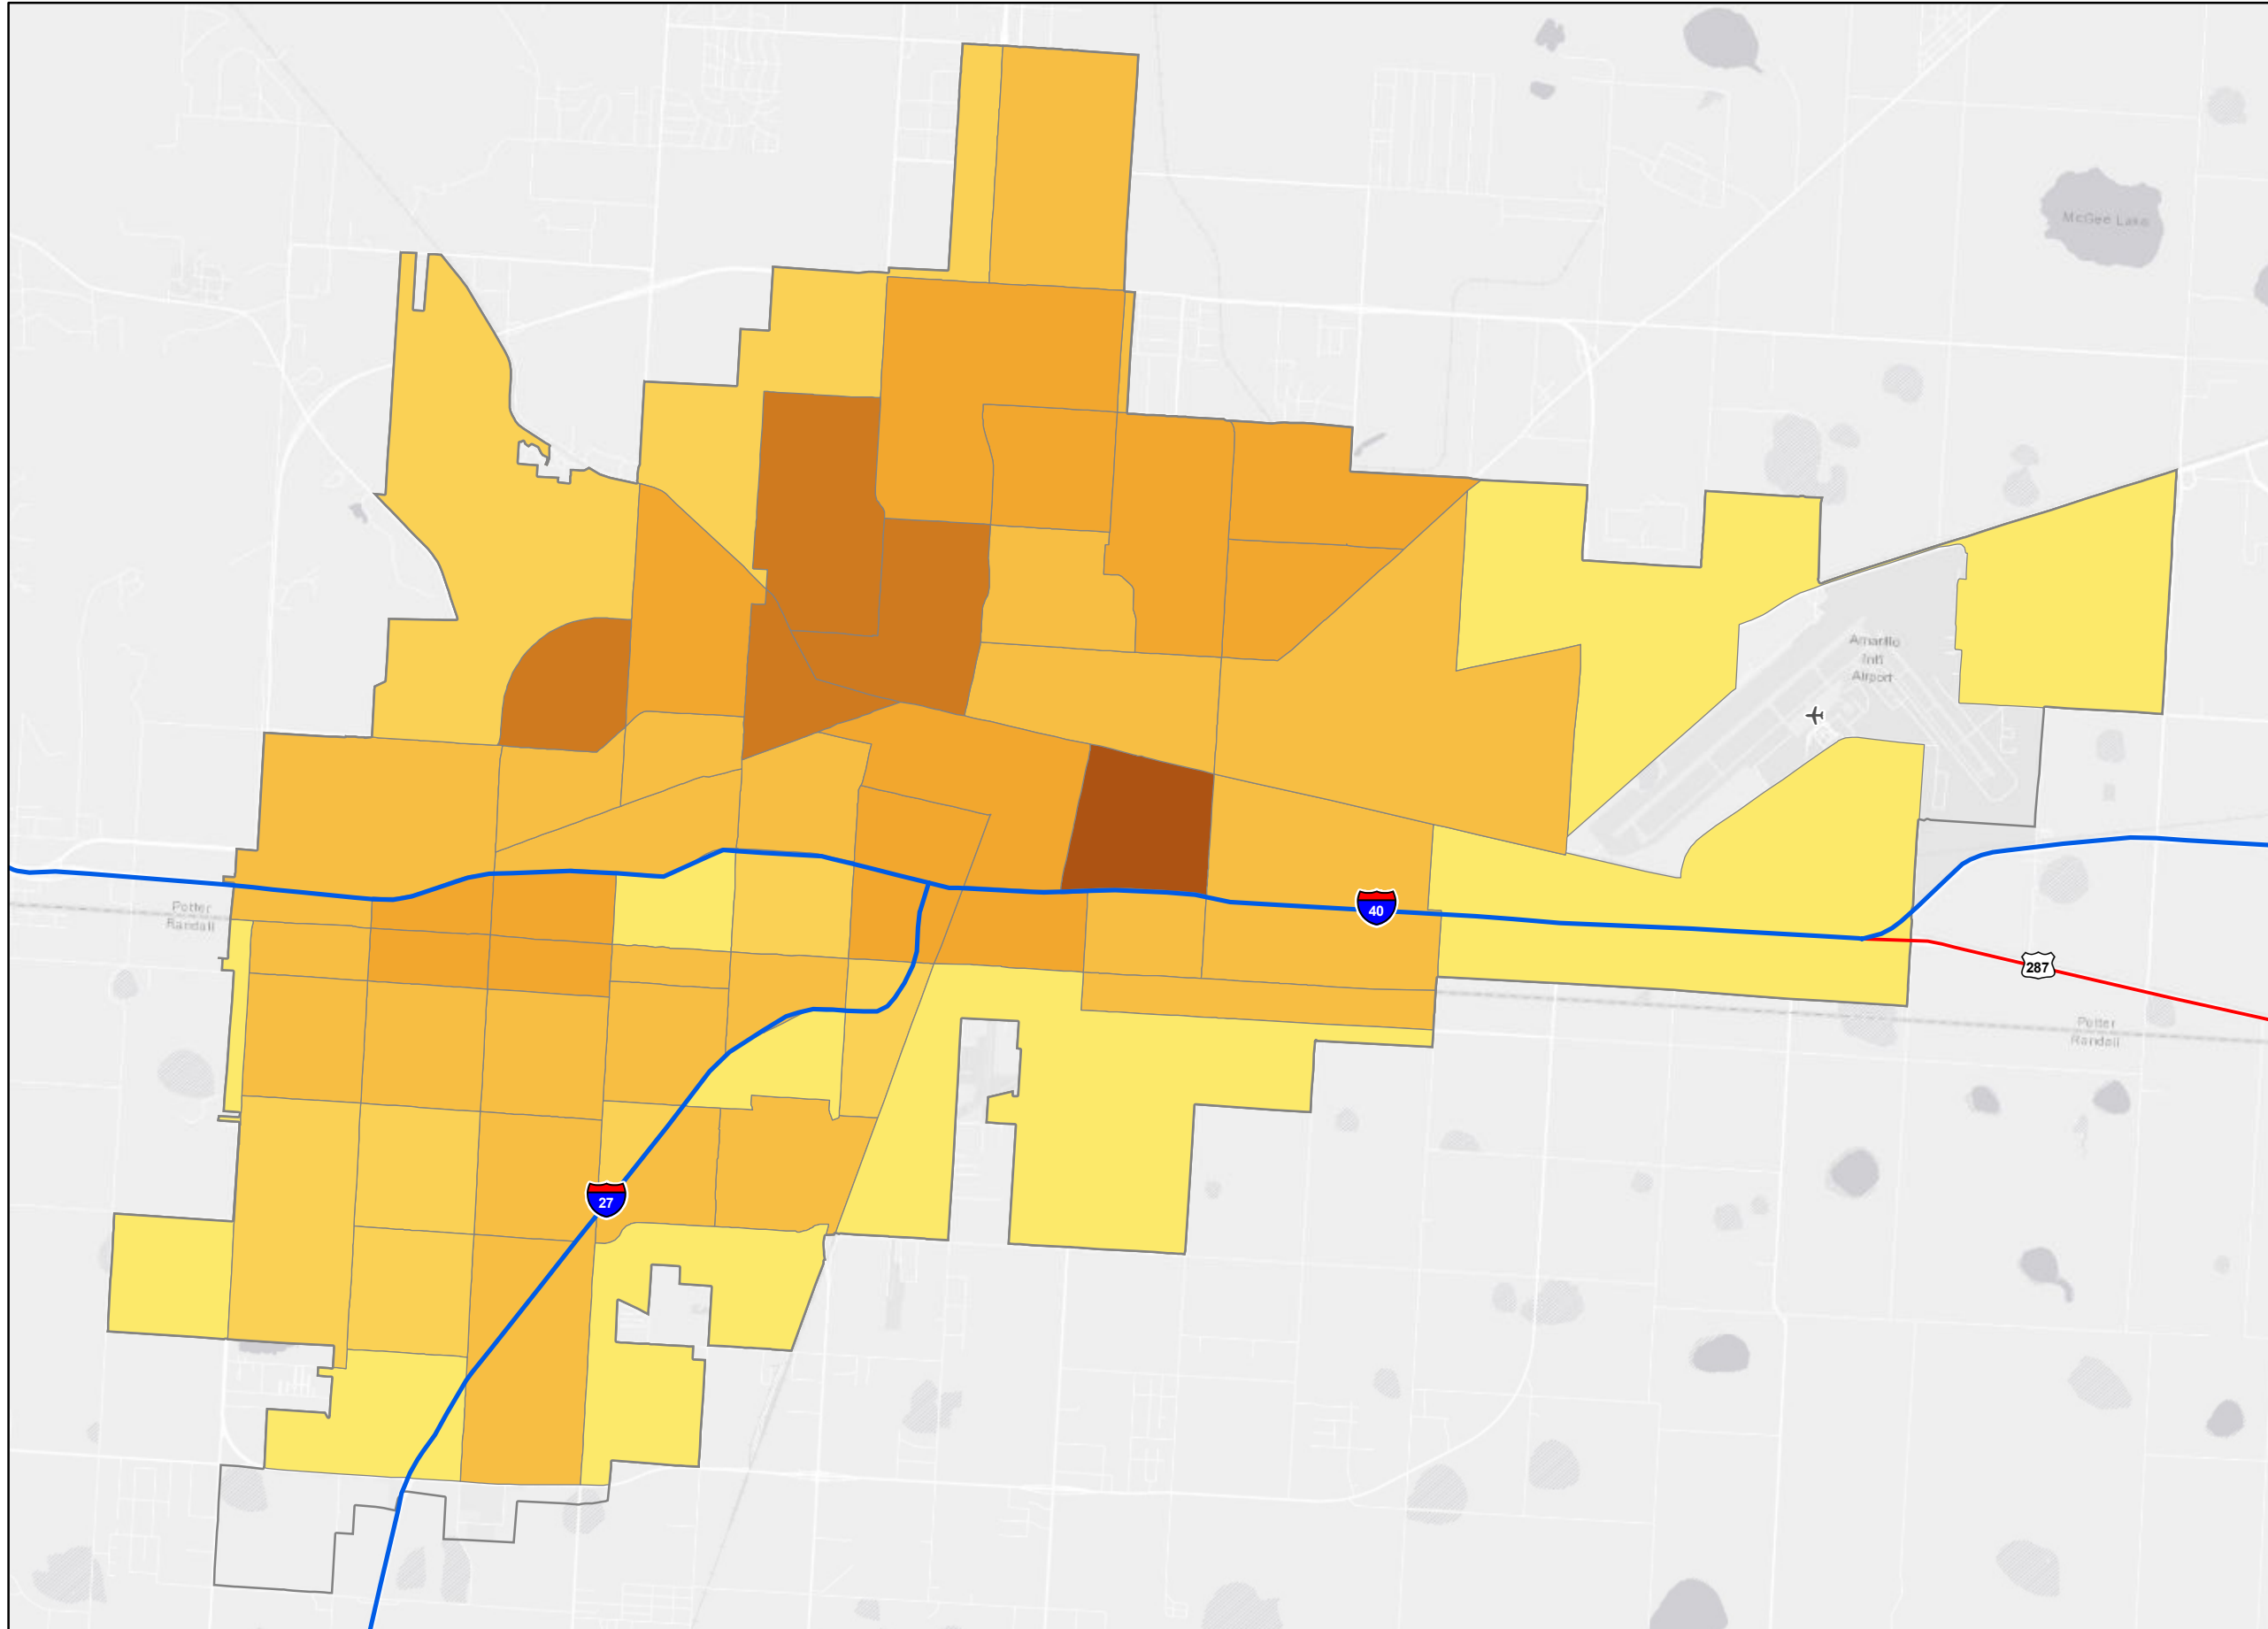 McGee Lake
Amarillo
Intl
Airport
Potter
Randall
40
287
Potter
Randall
27